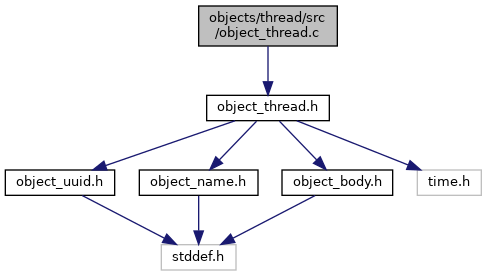 objects/thread/src
/object_thread.c
object_thread.h
object_uuid.h
object_name.h
object_body.h
time.h
stddef.h